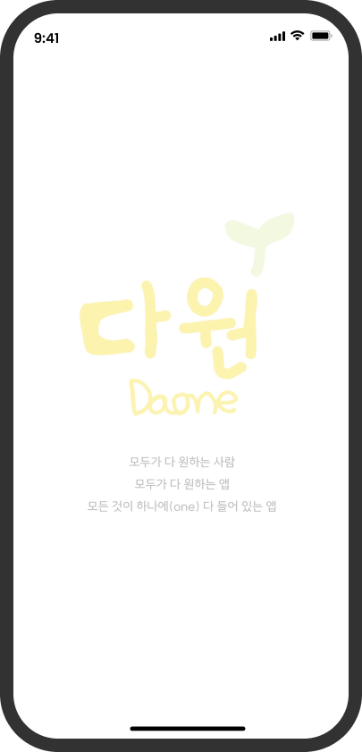 9:41
다원
Daone
모두가 다 원하는 사람
모두가 다 원하는 앱
모든 것이 하나에(one) 다 들어 있는 앱